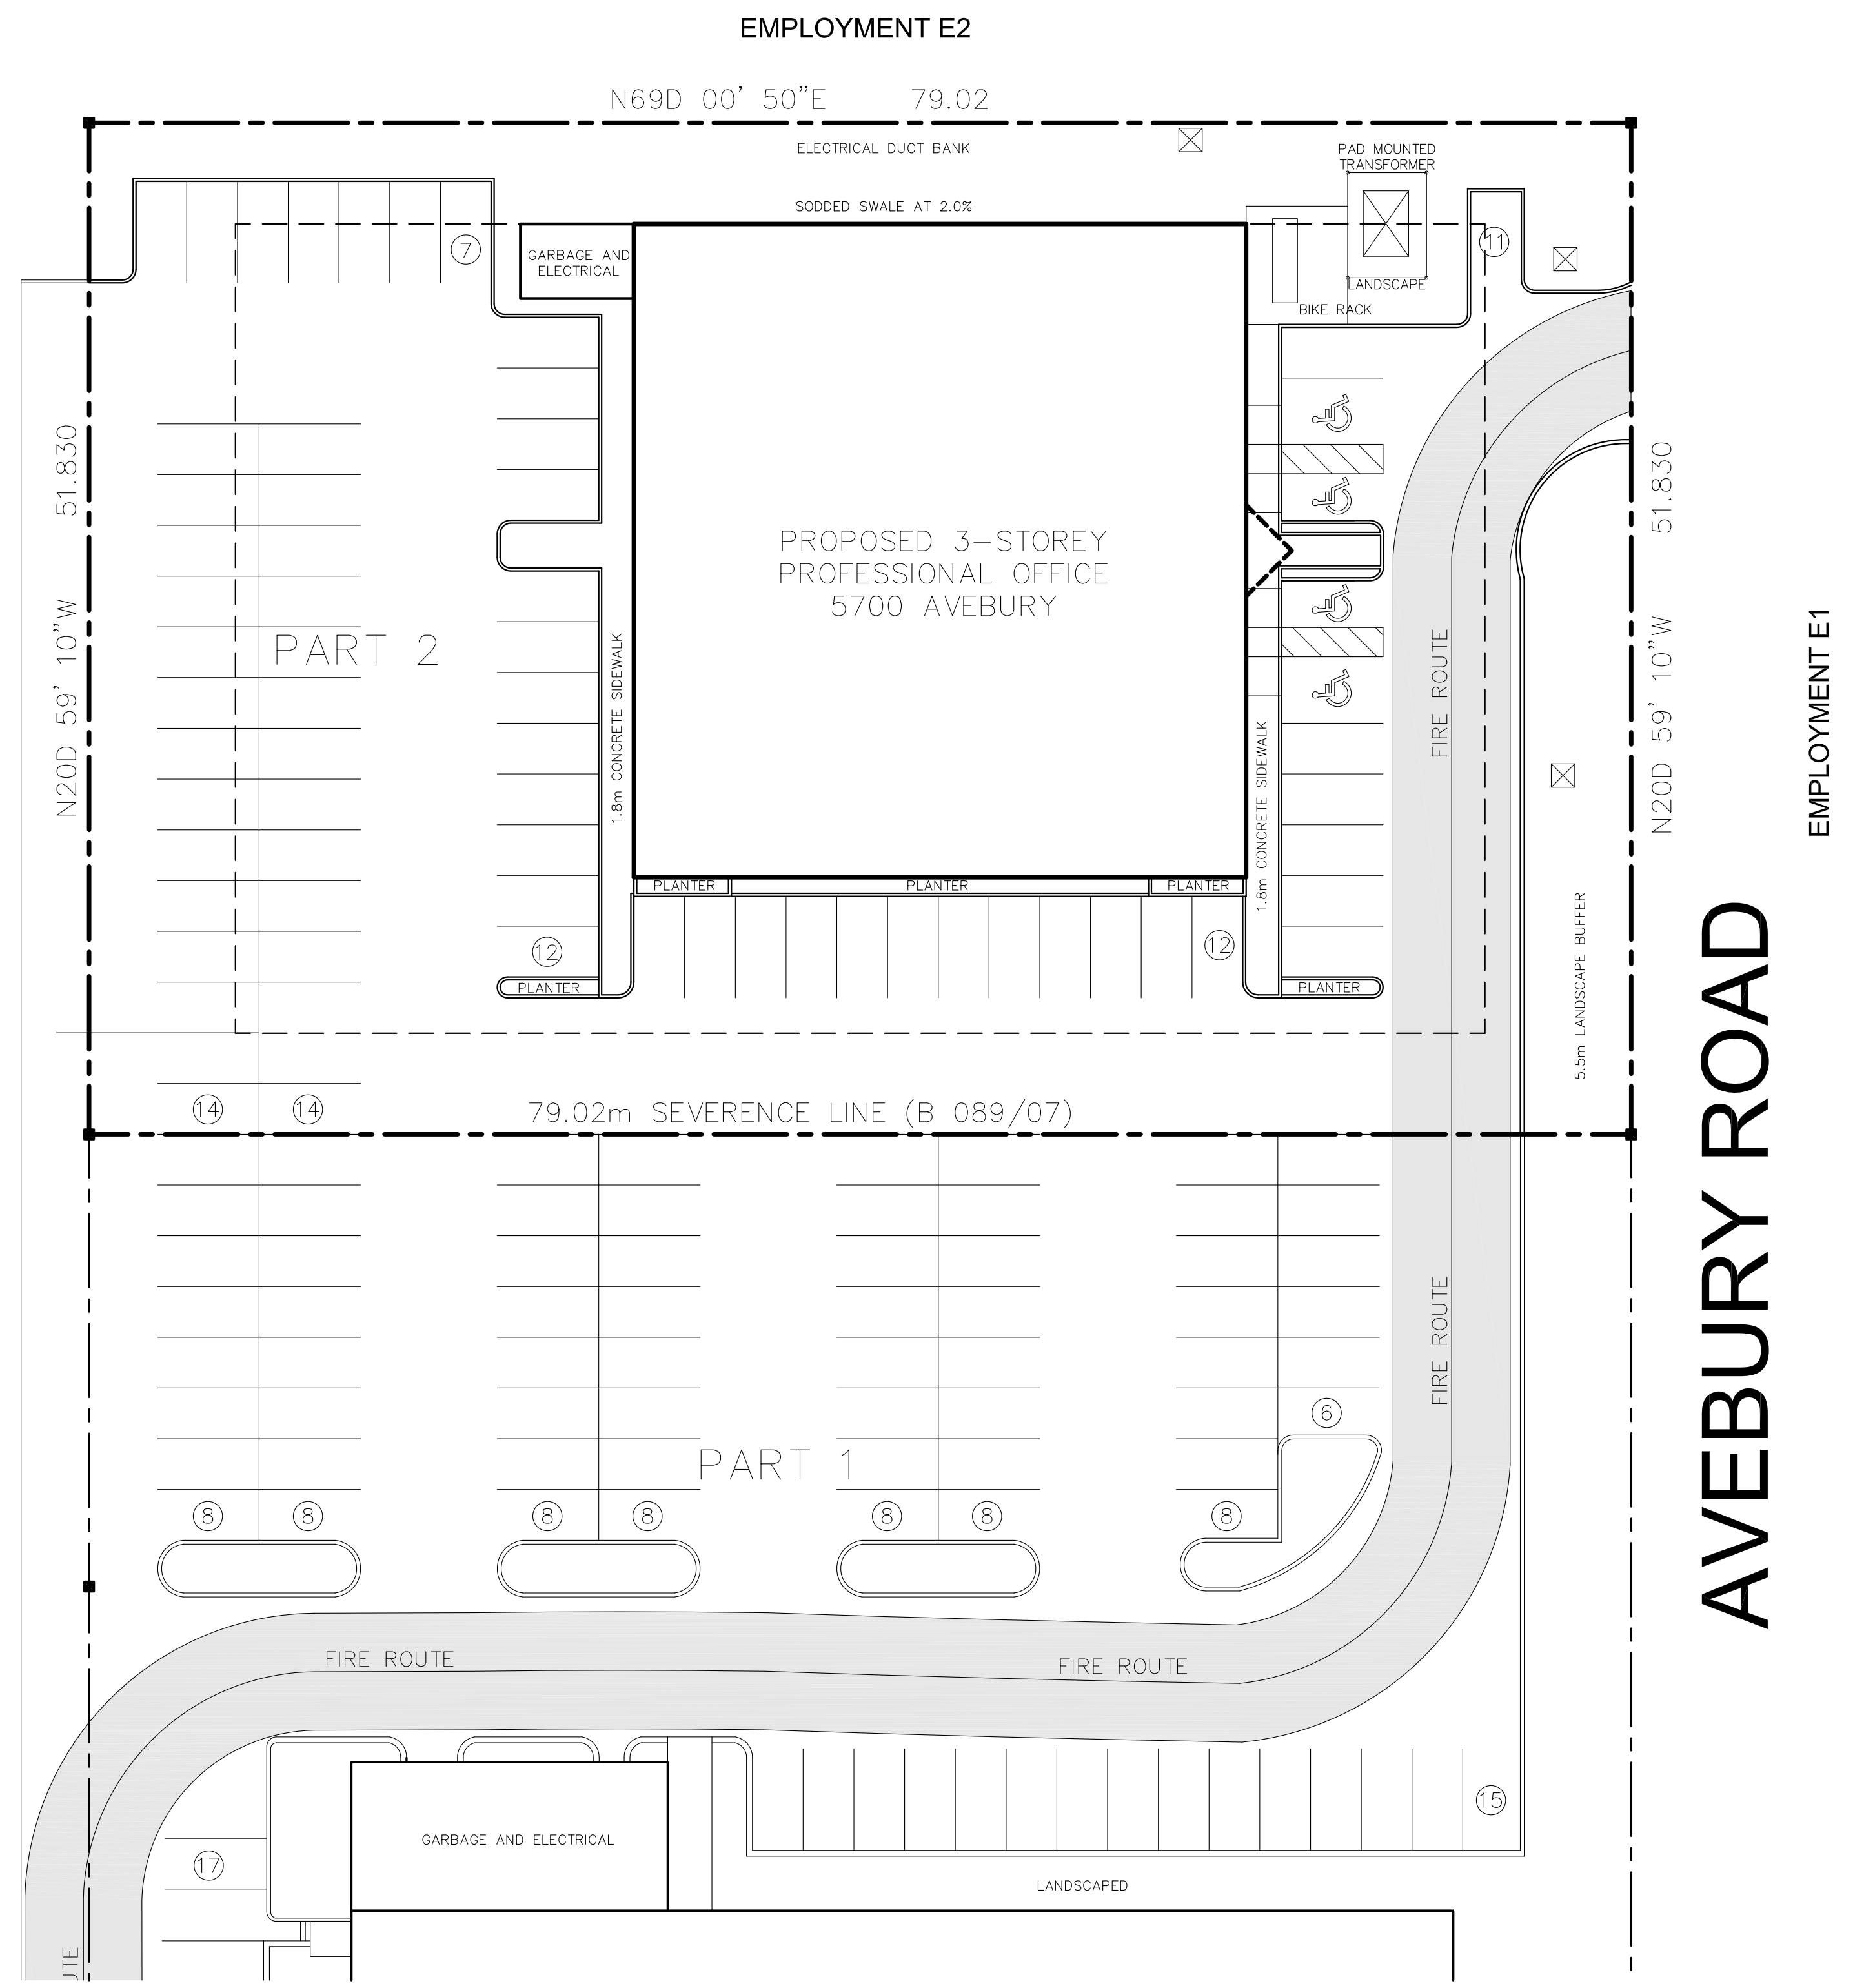 EMPLOYMENT E2
N69D 00' 50"E 79.02
ELECTRICAL DUCT BANK
PAD MOUNTED
TRANSFORMER
SODDED SWALE AT 2.0%
7
GARBAGE AND
ELECTRICAL
11
LANDSCAPE
BIKE RACK
N20D 59' 10"W 51.830
PART 2
1.8m CONCRETE SIDEWALK
PROPOSED 3-STOREY
PROFESSIONAL OFFICE
5700 AVEBURY
1.8m CONCRETE SIDEWALK
FIRE ROUTE
N20D 59' 10"W 51.830
EMPLOYMENT E1
PLANTER
PLANTER
PLANTER
12
12
PLANTER
PLANTER
5.5m LANDSCAPE BUFFER
AVEBURY ROAD
14
14
79.02m SEVERENCE LINE (B 089/07)
FIRE ROUTE
6
PART 1
8
8
8
8
8
8
8
FIRE ROUTE
FIRE ROUTE
15
GARBAGE AND ELECTRICAL
17
LANDSCAPED
UTE